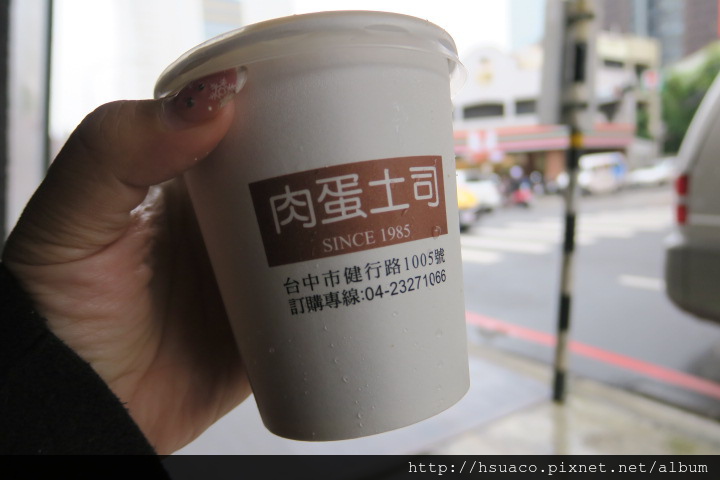 肉蛋土司
SINCE 1985
台中市健行路1005號
訂購專線:04-23271066
http://hsuaco.pixnet.net/album